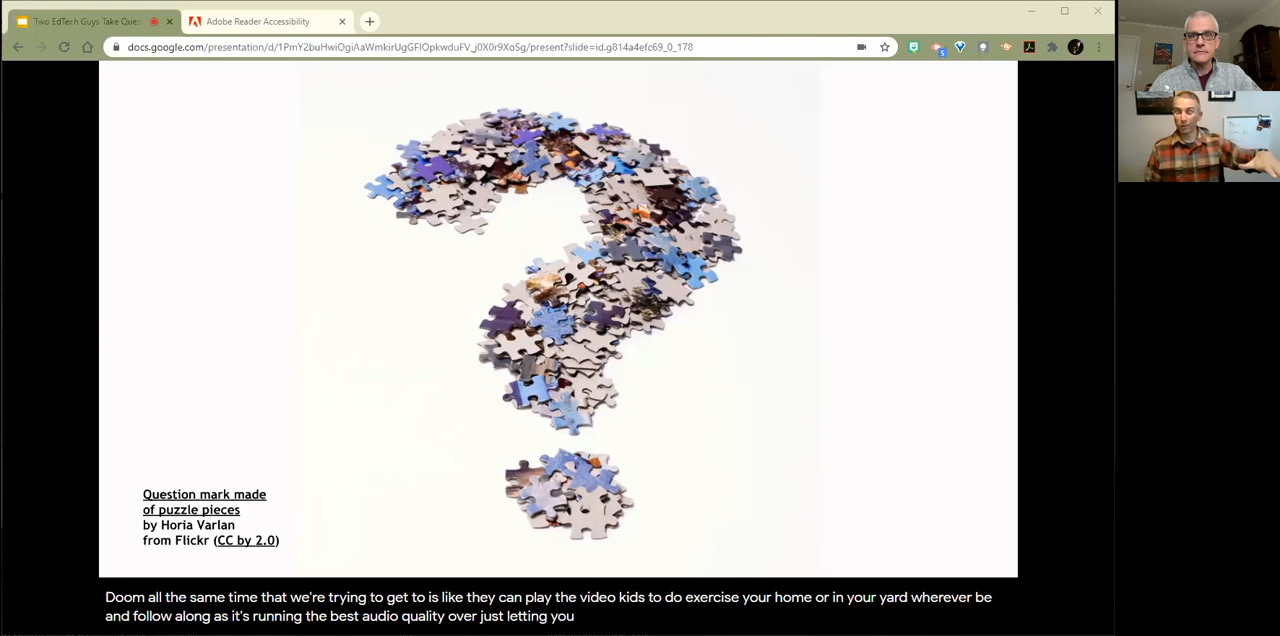 Two EdTech Guys Take Ques
Adobe Reader Accessibility
docs.google.com/presentation/d/1PmY2buHwiOgiAaWmkirUgGFIOpkwduFV_j0X0r9XoSg/present?slide=id.g814a4efc69_0_178
5
Question mark made
of puzzle pieces
by Horia Varlan
from Flickr (CC by 2.0)
Doom all the same time that we're trying to get to is like they can play the video kids to do exercise your home or in your yard wherever be
and follow along as it's running the best audio quality over just letting you